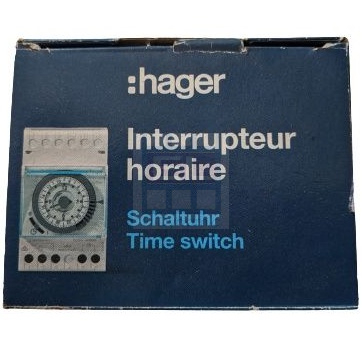 :hager
Interrupteur
horaire
Schaltuhr
Time switch